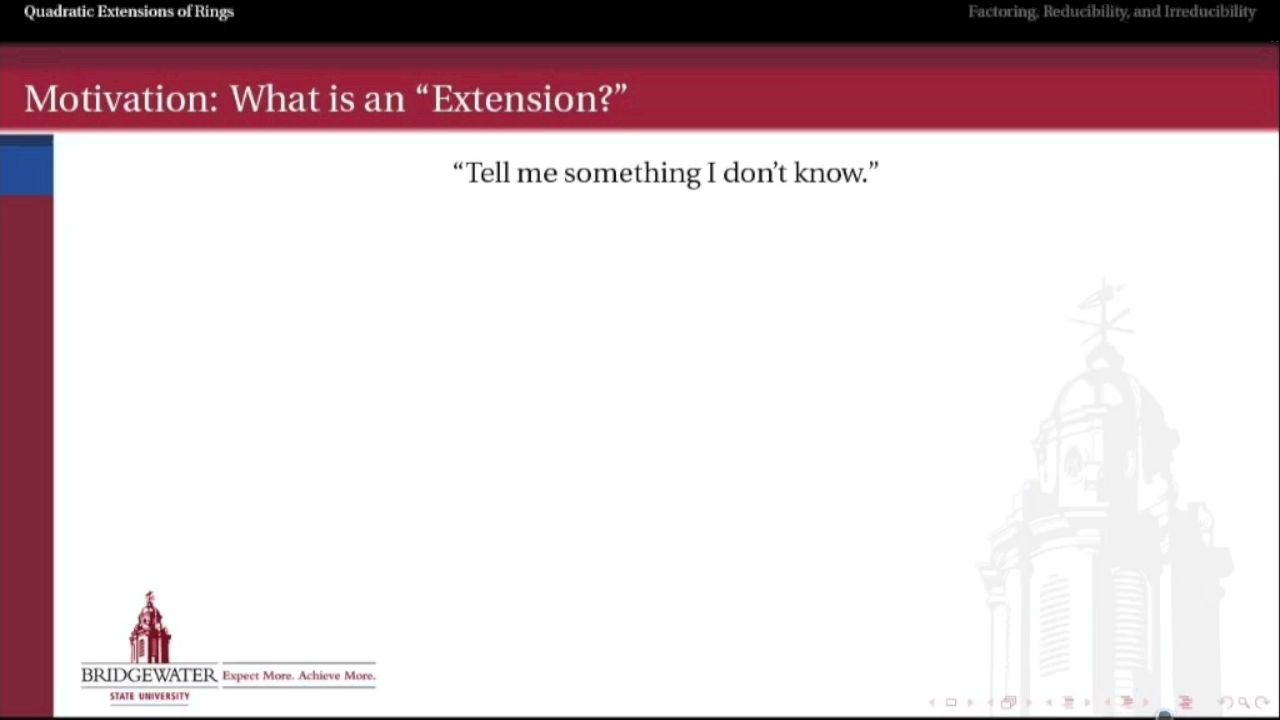 Quadratic Extensions of Rings
Factoring, Reducibility, and Irreducibility
Motivation: What is an “Extension?”
“Tell me something I don’t know.”
BRIDGEWATER
STATE UNIVERSITY
Expect More. Achieve More.